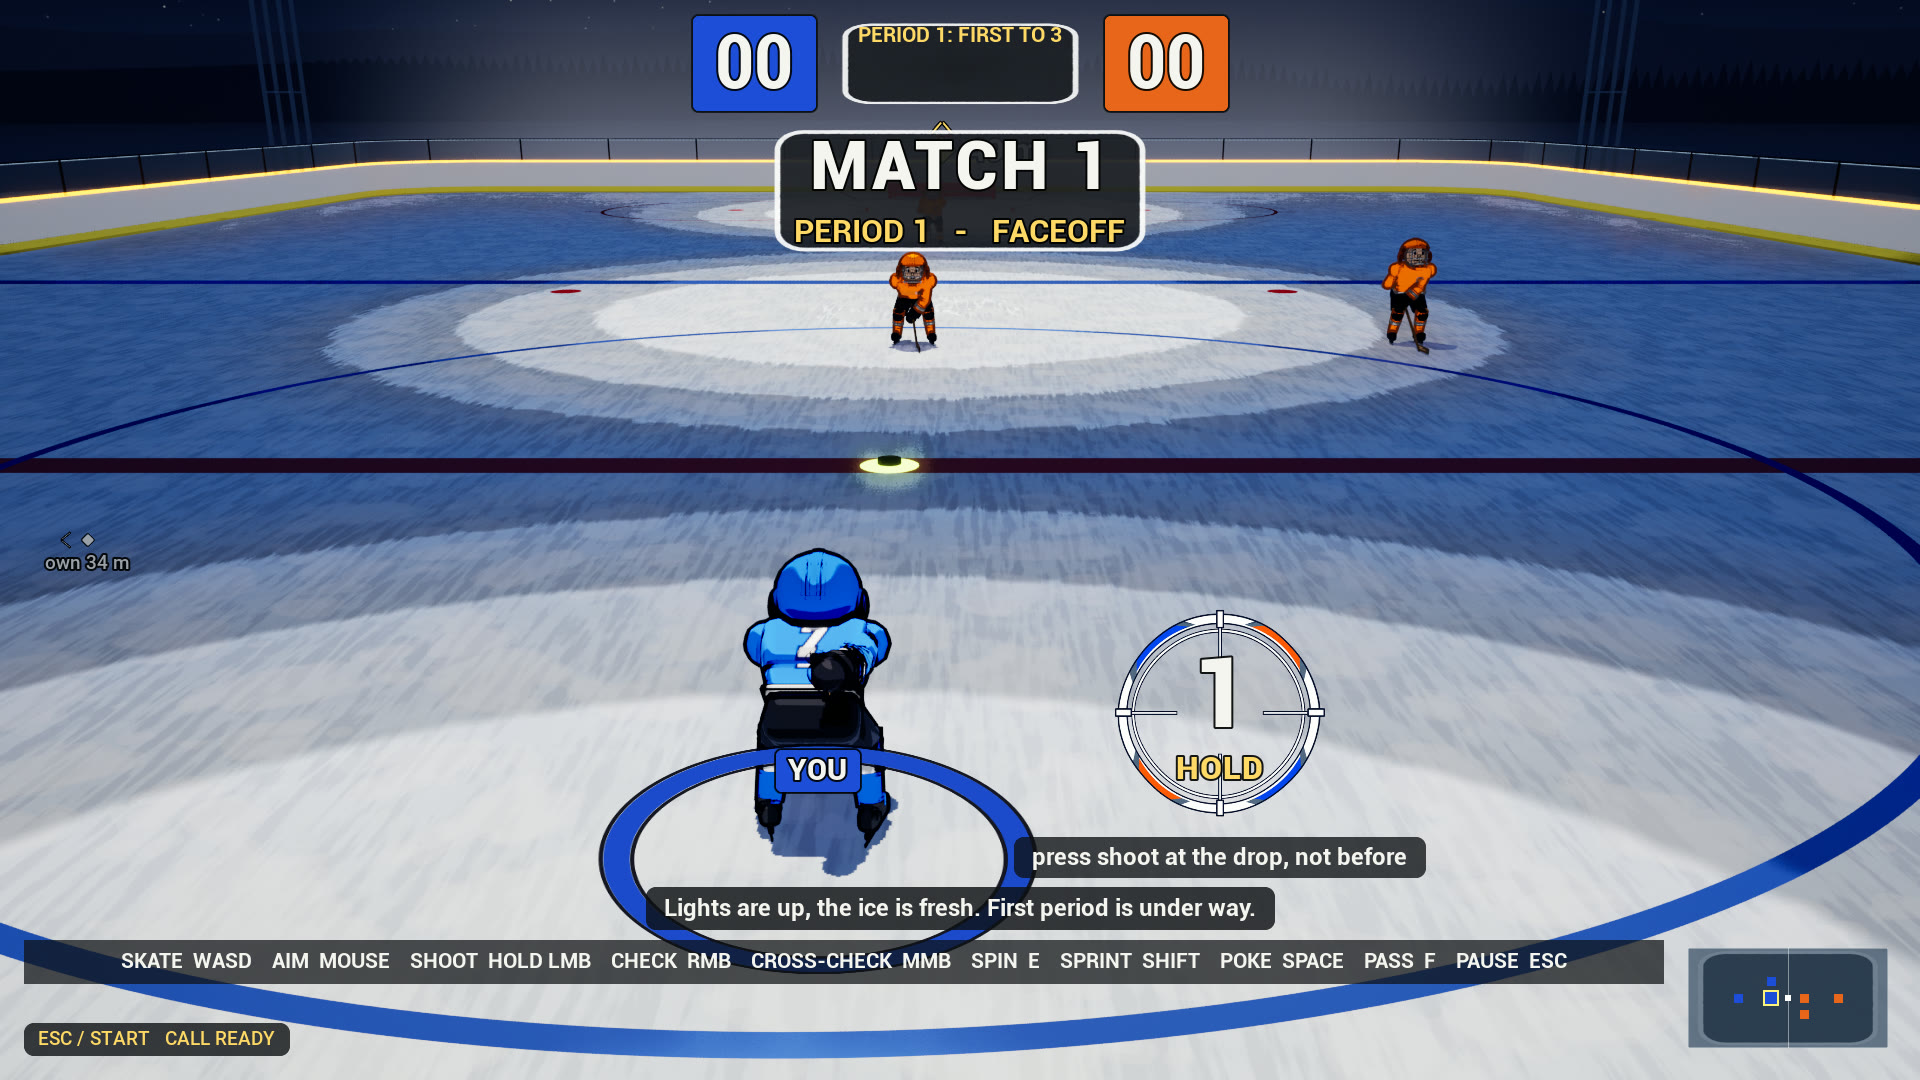 00
PERIOD 1: FIRST TO 3
00
MATCH 1
PERIOD 1 - FACEOFF
own 34 m
7
1
HOLD
YOU
press shoot at the drop, not before
Lights are up, the ice is fresh. First period is under way.
SKATE WASD AIM MOUSE SHOOT HOLD LMB CHECK RMB CROSS-CHECK MMB SPIN E SPRINT SHIFT POKE SPACE PASS F PAUSE ESC
ESC / START CALL READY